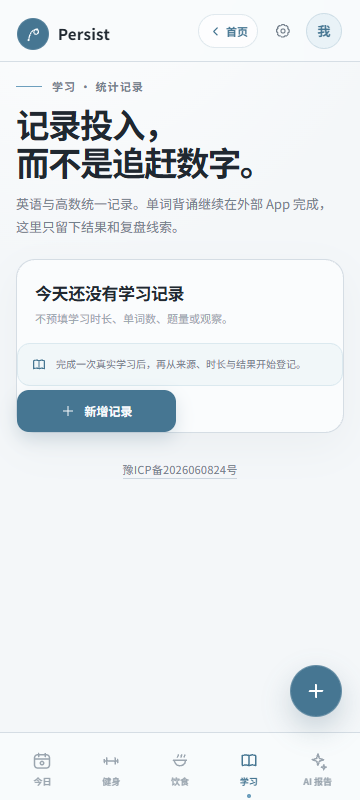 Persist
首页
我
学习 · 统计记录
记录投入，
而不是追赶数字。
英语与高数统一记录。单词背诵继续在外部 App 完成，
这里只留下结果和复盘线索。
今天还没有学习记录
不预填学习时长、单词数、题量或观察。
完成一次真实学习后，再从来源、时长与结果开始登记。
新增记录
豫ICP备2026060824号
今日
健身
饮食
学习
AI 报告